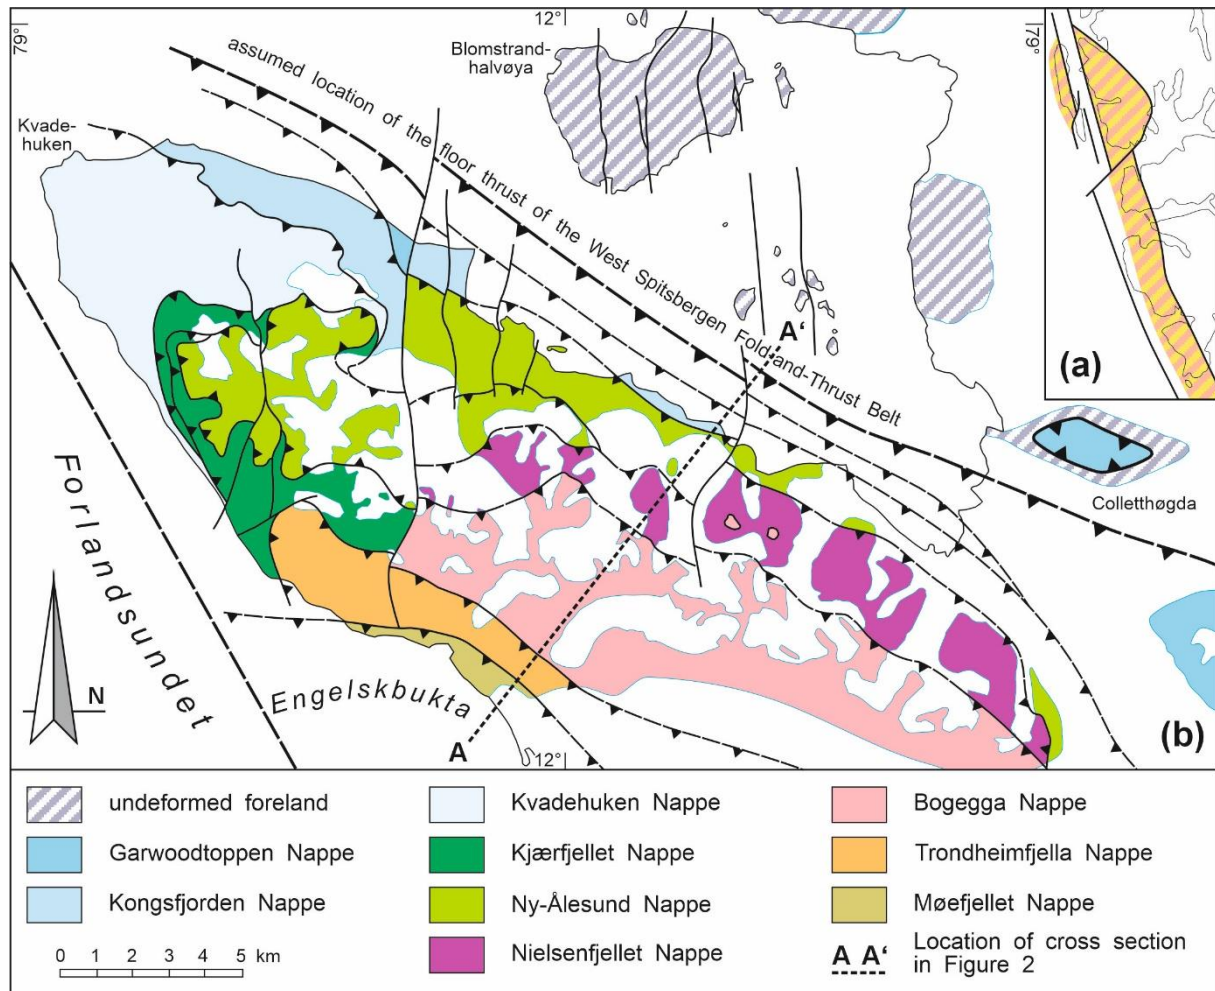 79°
12°
79°
Blomstrand-
halvøya
assumed location of the floor thrust of the West Spitsbergen Fold-and-Thrust Belt
Kvade-
huken
(a)
A‘
Colletthøgda
Forlandsundet
N
Engelskbukta
A
12°
(b)
undeformed foreland
Garwoodtoppen Nappe
Kongsfjorden Nappe
0 1 2 3 4 5 km
Kvadehuken Nappe
Kjærfjellet Nappe
Ny-Ålesund Nappe
Nielsenfjellet Nappe
Bogegga Nappe
Trondheimfjella Nappe
Møefjellet Nappe
A A‘ Location of cross section
in Figure 2